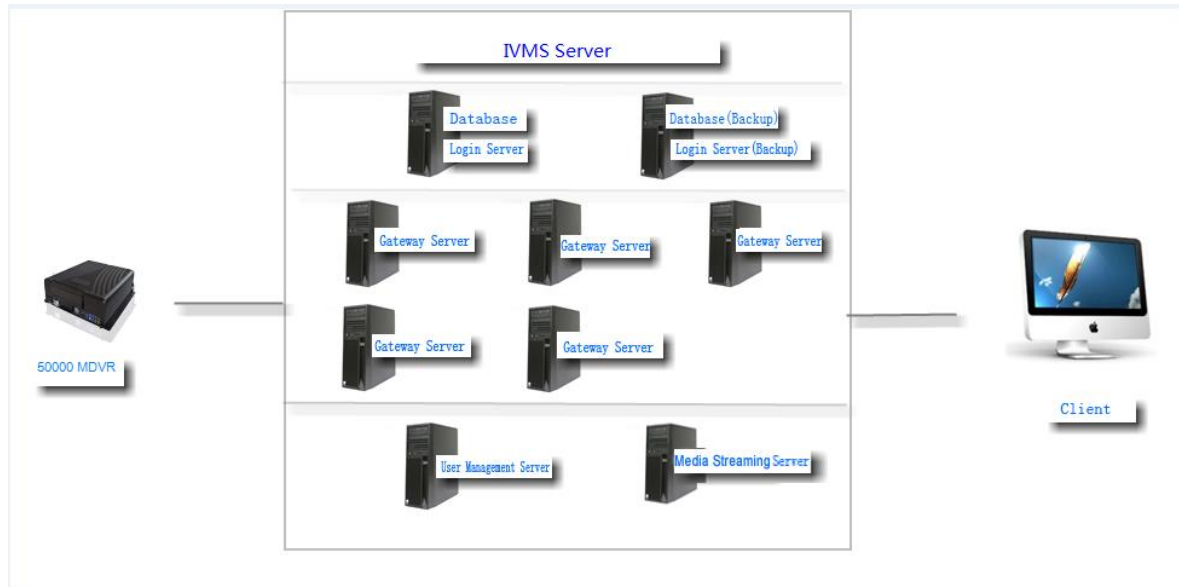 IVMS Server
Database
Login Server
Database(Backup)
Login Server(Backup)
Gateway Server
Gateway Server
Gateway Server
Gateway Server
Gateway Server
50000 MDVR
Client
User Management Server
Media Streaming Server